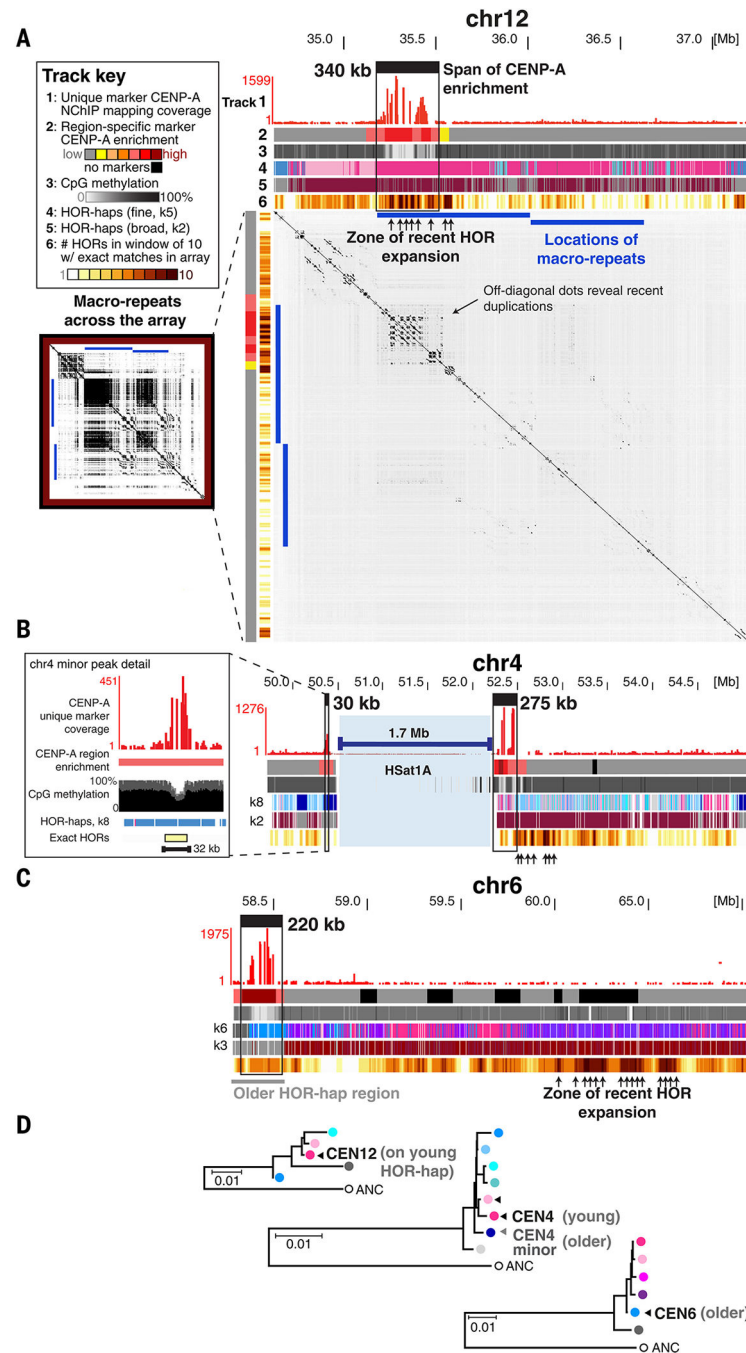 A
chr12
35.0 35.5 36.0 36.5 37.0 [Mb]
Track key
1: Unique marker CENP-A
NChIP mapping coverage
2: Region-specific marker
CENP-A enrichment
low high
no markers
3: CpG methylation
0 100%
4: HOR-haps (fine, k5)
5: HOR-haps (broad, k2)
6: # HORs in window of 10
w/ exact matches in array
1 10
340 kb
Span of CENP-A
enrichment
1599
Track 1
1
2
3
4
5
6
Zone of recent HOR
expansion
Locations of
macro-repeats
Off-diagonal dots reveal recent
duplications
Macro-repeats
across the array
B
chr4
50.0 50.5 51.0 51.5 52.0 52.5 53.0 53.5 54.0 54.5 [Mb]
chr4 minor peak detail
451
CENP-A
unique marker
coverage
1
CENP-A region
enrichment
100%
CpG methylation
0
HOR-haps, k8
Exact HORs
32 kb
1276
1
30 kb
1.7 Mb
HSat1A
275 kb
k8
k2
C
chr6
58.5 59.0 59.5 60.0 65.0 [Mb]
1975
1
220 kb
k6
k3
Older HOR-hap region
Zone of recent HOR
expansion
D
CEN12 (on young
HOR-hap)
0.01
ANC
CEN4 (young)
CEN4
minor (older)
0.01
ANC
CEN6 (older)
0.01
ANC